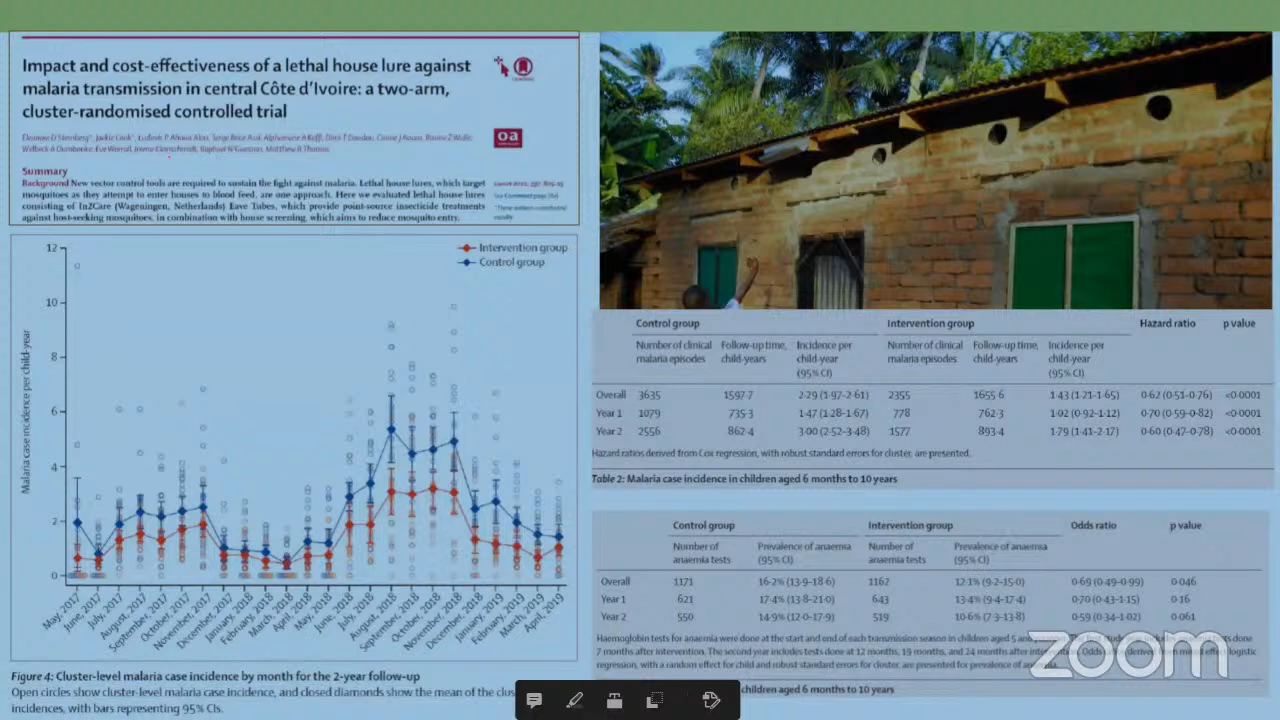 Impact and cost-effectiveness of a lethal house lure against
malaria transmission in central Côte d'Ivoire: a two-arm,
cluster-randomised controlled trial
oa
Summary
Background New vector control tools are required to sustain the fight against malaria. Lethal house lures, which target
mosquitoes as they attempt to enter houses to blood feed, are one approach. Here we evaluated lethal house lures
consisting of In2Care (Wageningen, Netherlands) Eave Tubes, which provide point-source insecticide treatments
against host-seeking mosquitoes, in combination with house screening, which aims to reduce mosquito entry.
Intervention group
Control group
Malaria case incidence per child-year
12
10
8
6
4
2
0
May, 2017
June, 2017
July, 2017
August, 2017
September, 2017
October, 2017
November, 2017
December, 2017
January, 2018
February, 2018
March, 2018
April, 2018
May, 2018
June, 2018
July, 2018
August, 2018
September, 2018
October, 2018
November, 2018
December, 2018
January, 2019
February, 2019
March, 2019
April, 2019
Figure 4: Cluster-level malaria case incidence by month for the 2-year follow-up
Open circles show cluster-level malaria case incidence, and closed diamonds show the mean of the clus
incidences, with bars representing 95% CIs.
Control group Intervention group Hazard ratio p value
Number of clinical malaria episodes Follow-up time, child-years Incidence per child-year (95% CI) Number of clinical malaria episodes Follow-up time, child-years Incidence per child-year (95% CI)
Overall 3635 1597·7 2·29 (1·97–2·61) 2355 1655·6 1·43 (1·21–1·65) 0·62 (0·51–0·76) <0·0001
Year 1 1079 735·3 1·47 (1·28–1·67) 778 762·3 1·02 (0·92–1·12) 0·70 (0·59–0·82) <0·0001
Year 2 2556 862·4 3·00 (2·52–3·48) 1577 893·4 1·79 (1·41–2·17) 0·60 (0·47–0·78) <0·0001
Hazard ratios derived from Cox regression, with robust standard errors for cluster, are presented.
Table 2: Malaria case incidence in children aged 6 months to 10 years
Control group Intervention group Odds ratio p value
Number of anaemia tests Prevalence of anaemia (95% CI) Number of anaemia tests Prevalence of anaemia (95% CI)
Overall 1171 16·2% (13·9–18·6) 1162 12·1% (9·2–15·0) 0·69 (0·49–0·99) 0·046
Year 1 621 17·4% (13·8–21·0) 643 13·4% (9·4–17·4) 0·70 (0·43–1·15) 0·16
Year 2 550 14·9% (12·0–17·9) 519 10·6% (7·3–13·8) 0·59 (0·34–1·02) 0·061
Haemoglobin tests for anaemia were done at the start and end of each transmission season in children aged 5 and tests done
7 months after intervention. The second year includes tests done at 12 months, 19 months, and 24 months after logistic
regression, with a random effect for child and robust standard errors for cluster, are presented for prevalence of
children aged 6 months to 10 years
zoom